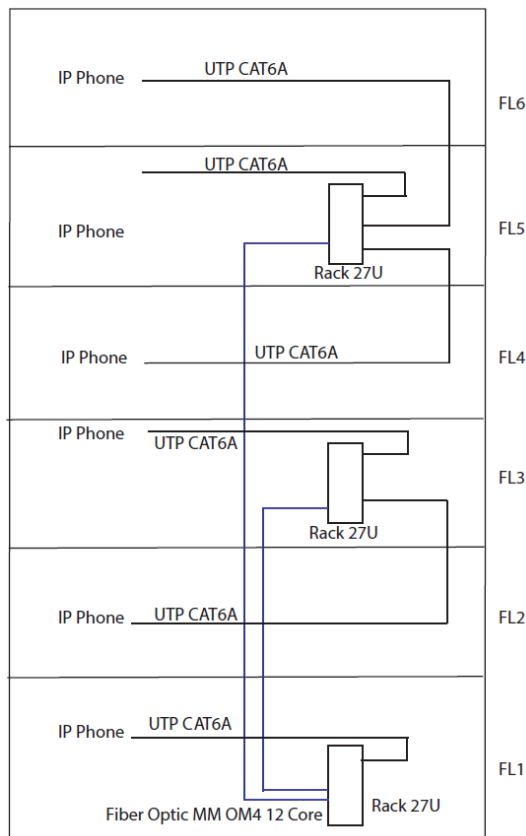 UTP CAT6A
IP Phone
FL6
UTP CAT6A
IP Phone
FL5
Rack 27U
IP Phone
UTP CAT6A
FL4
IP Phone
UTP CAT6A
FL3
Rack 27U
IP Phone
UTP CAT6A
FL2
UTP CAT6A
IP Phone
FL1
Rack 27U
Fiber Optic MM OM4 12 Core